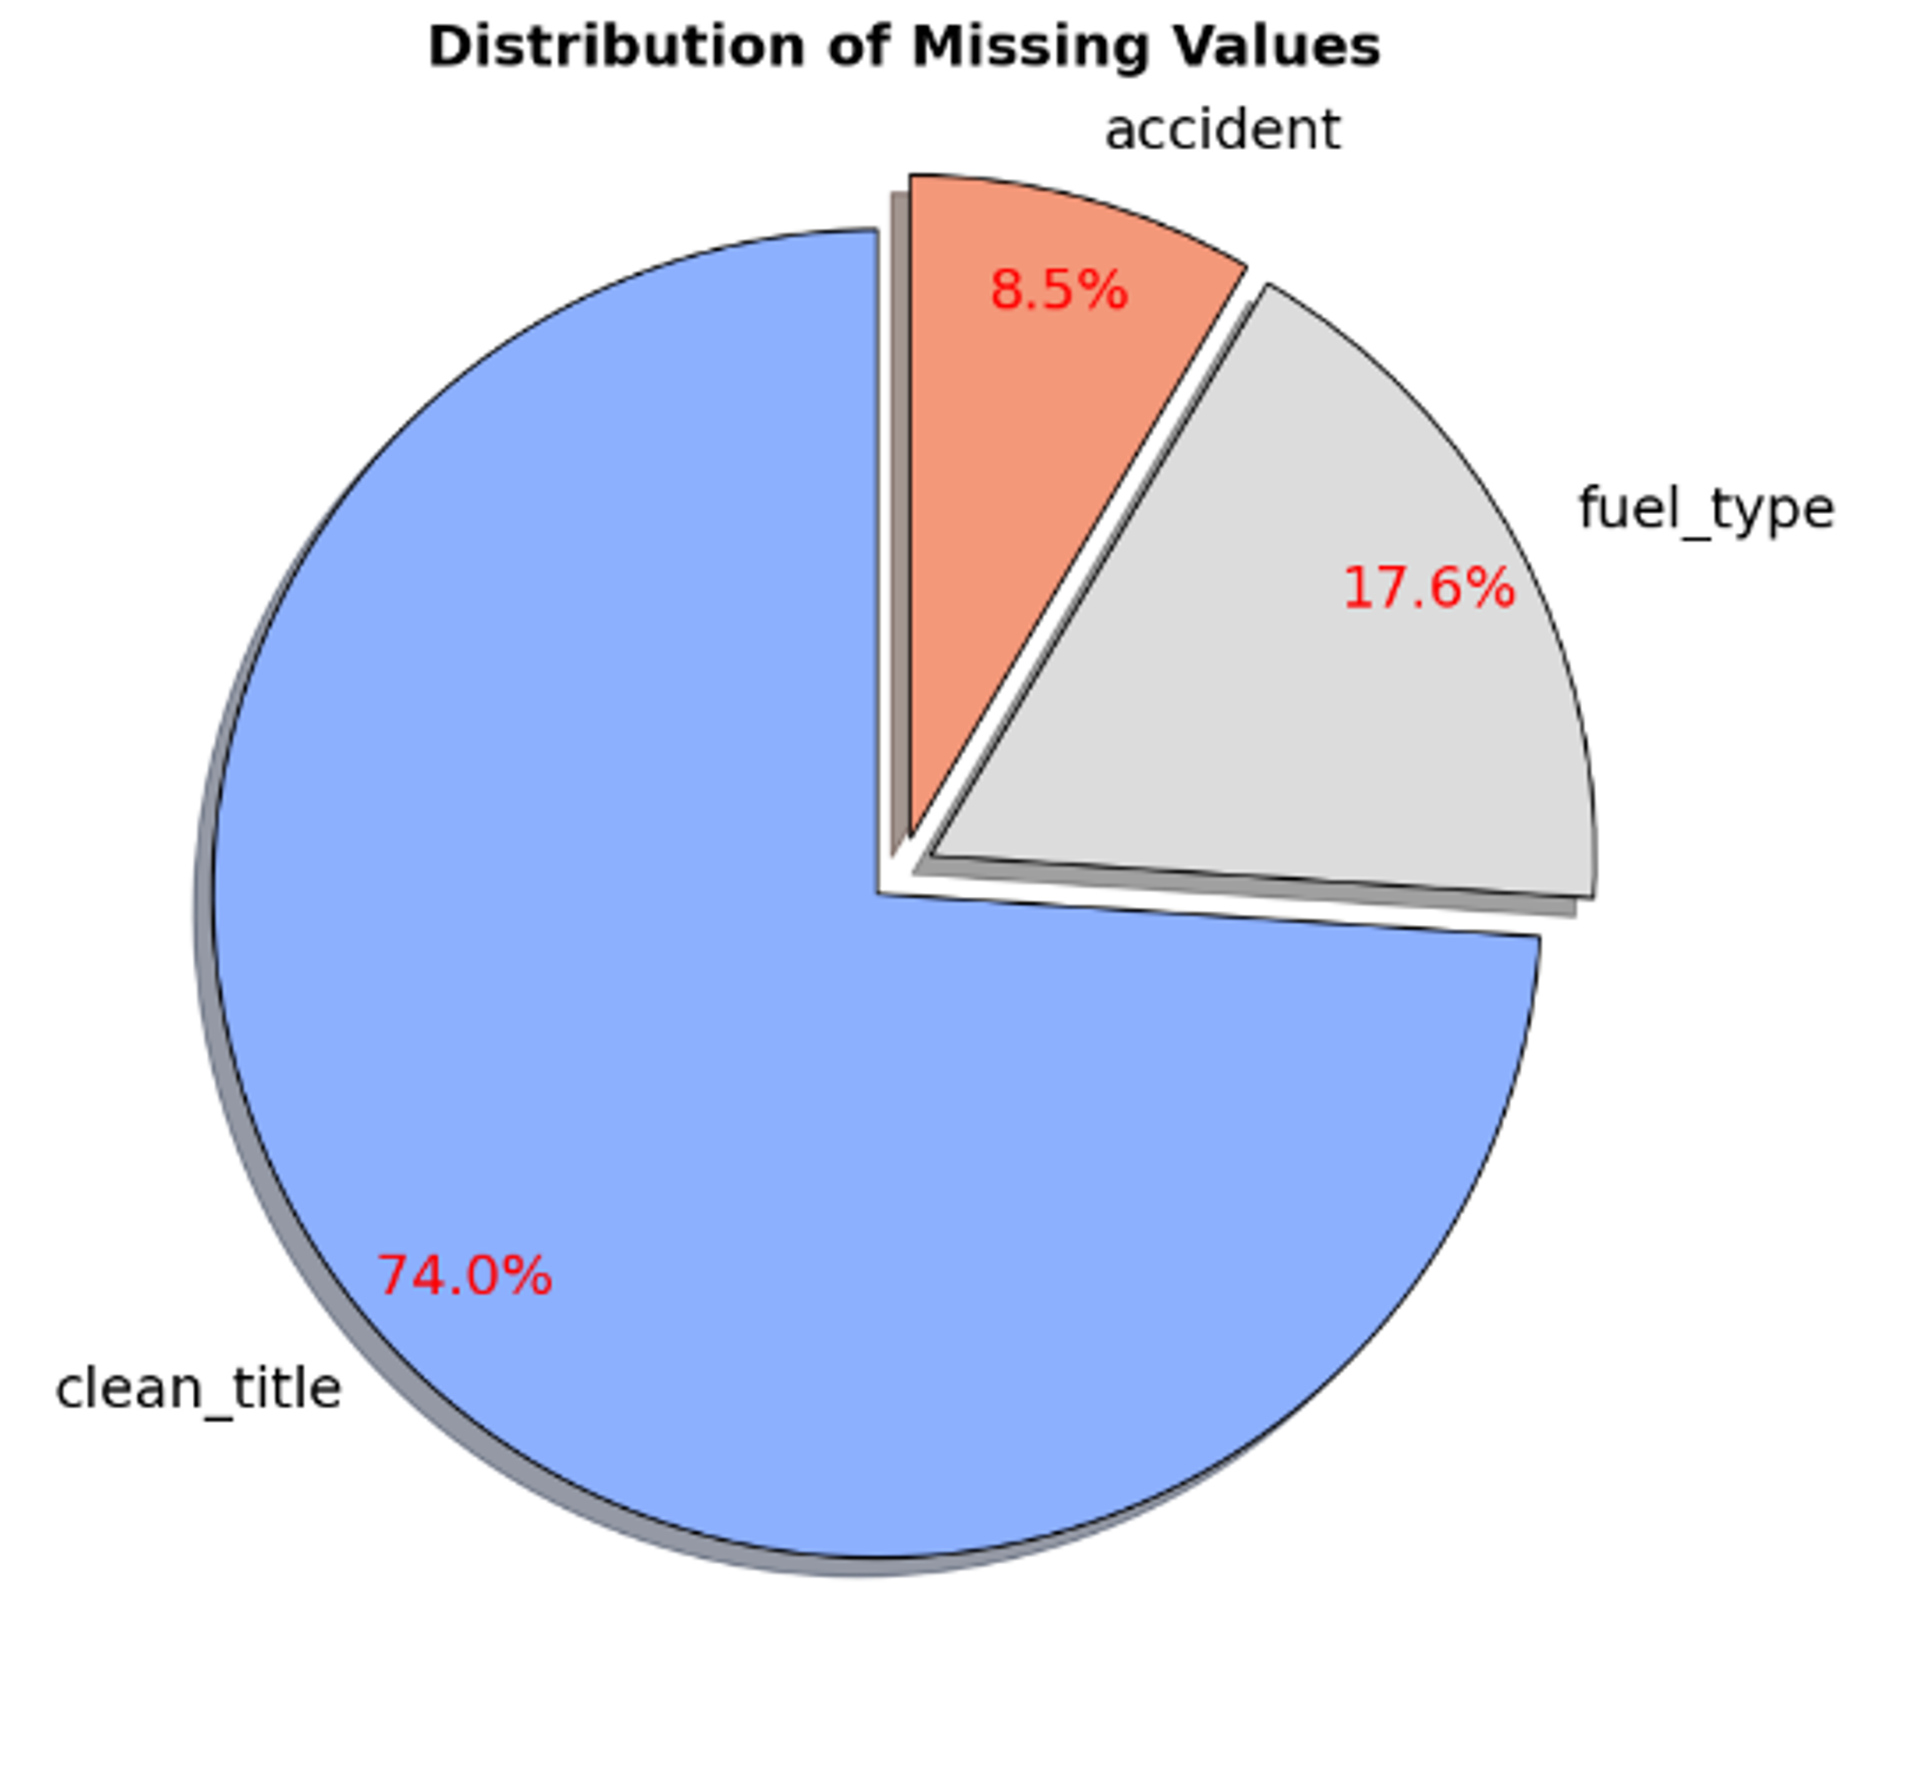 Distribution of Missing Values
accident
8.5%
fuel_type
17.6%
74.0%
clean_title